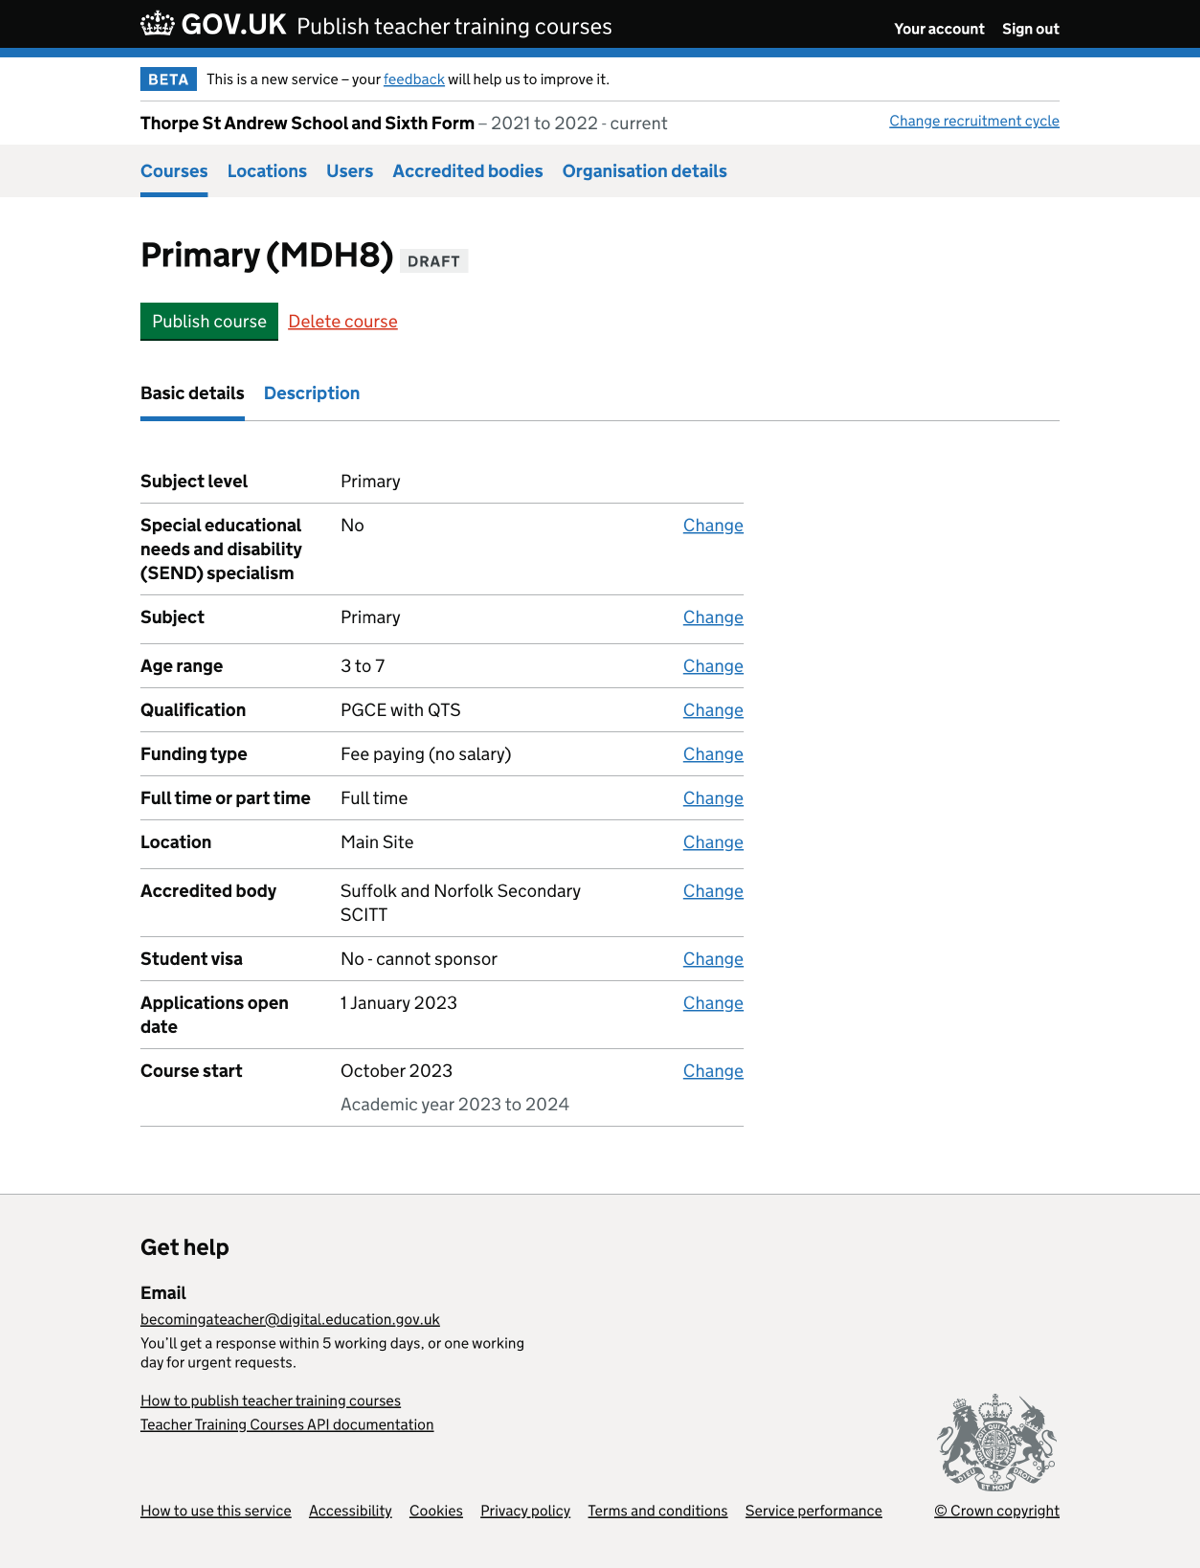 GOV.UK Publish teacher training courses
Your account Sign out
BETA This is a new service – your feedback will help us to improve it.
Thorpe St Andrew School and Sixth Form – 2021 to 2022 - current
Change recruitment cycle
Courses Locations Users Accredited bodies Organisation details
Primary (MDH8) DRAFT
Publish course Delete course
Basic details Description
Subject level Primary
Special educational needs and disability (SEND) specialism No Change
Subject Primary Change
Age range 3 to 7 Change
Qualification PGCE with QTS Change
Funding type Fee paying (no salary) Change
Full time or part time Full time Change
Location Main Site Change
Accredited body Suffolk and Norfolk Secondary SCITT Change
Student visa No - cannot sponsor Change
Applications open date 1 January 2023 Change
Course start October 2023 Change
Academic year 2023 to 2024
Get help
Email
becomingateacher@digital.education.gov.uk
You’ll get a response within 5 working days, or one working
day for urgent requests.
How to publish teacher training courses
Teacher Training Courses API documentation
DIEU ET MON DROIT
How to use this service Accessibility Cookies Privacy policy Terms and conditions Service performance © Crown copyright